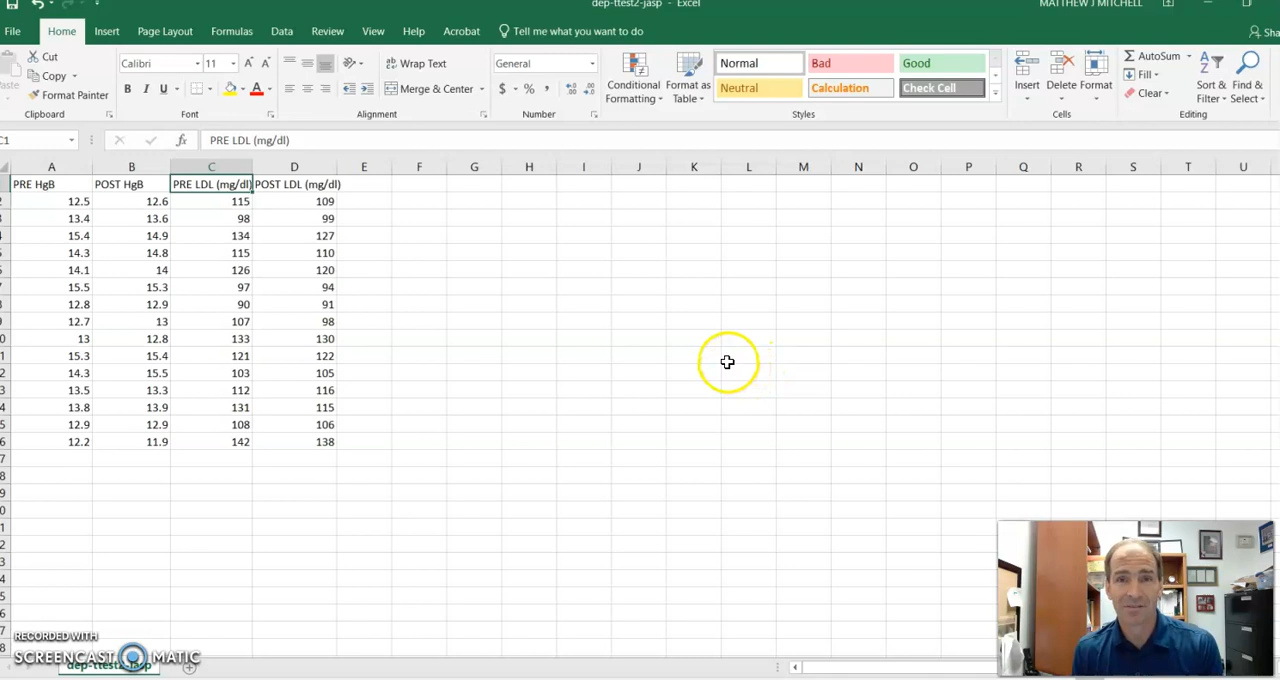 dep-ttest2-jasp - Excel
MATTHEW J MITCHELL
File Home Insert Page Layout Formulas Data Review View Help Acrobat Tell me what you want to do
Cut
Copy
Format Painter
Clipboard
Calibri 11
B I U
Font
Wrap Text
Merge & Center
Alignment
General
$ % ,
Number
Conditional Formatting
Format as Table
Normal Bad Good
Neutral Calculation Check Cell
Styles
Insert Delete Format
Cells
AutoSum
Fill
Clear
Sort & Filter
Find & Select
Editing
C1 fx PRE LDL (mg/dl)
A B C D E F G H I J K L M N O P Q R S T U
PRE HgB POST HgB PRE LDL (mg/dl) POST LDL (mg/dl)
12.5 12.6 115 109
13.4 13.6 98 99
15.4 14.9 134 127
14.3 14.8 115 110
14.1 14 126 120
15.5 15.3 97 94
12.8 12.9 90 91
12.7 13 107 98
13 12.8 133 130
15.3 15.4 121 122
14.3 15.5 103 105
13.5 13.3 112 116
13.8 13.9 131 115
12.9 12.9 108 106
12.2 11.9 142 138
RECORDED WITH
SCREENCAST MATIC
dep-ttest2-jasp